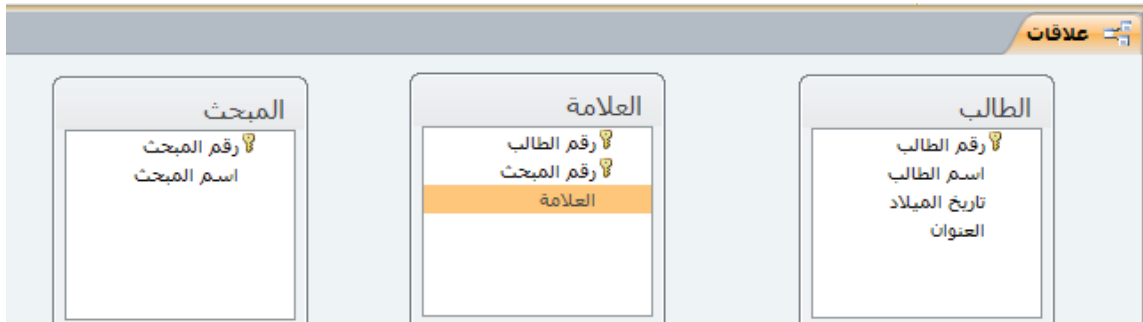 علاقات
الطالب
رقم الطالب
اسم الطالب
تاريخ الميلاد
العنوان
العلامة
رقم الطالب
رقم المبحث
العلامة
المبحث
رقم المبحث
اسم المبحث